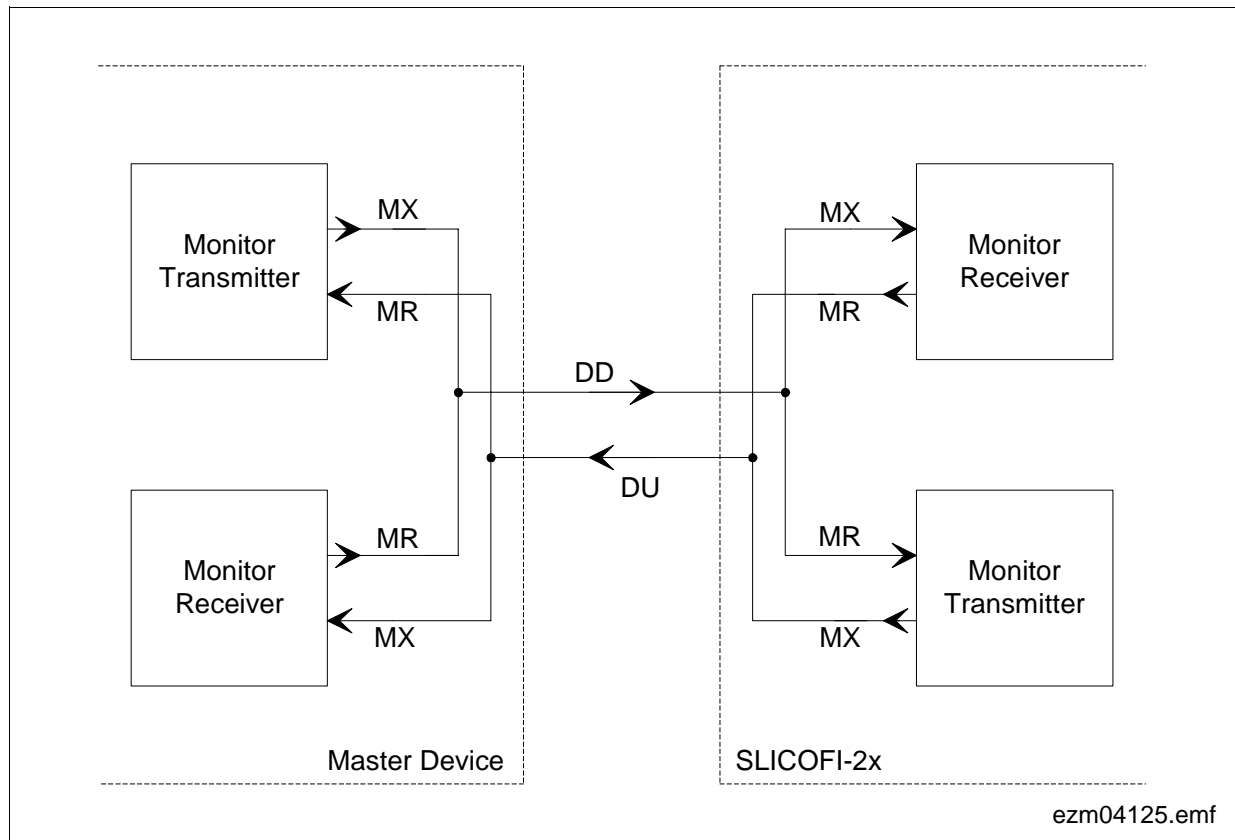 MX
Monitor
Transmitter
MR
MX
Monitor
Receiver
MR
DD
DU
MR
Monitor
Receiver
MX
MR
Monitor
Transmitter
MX
Master Device
SLICOFI-2x
ezm04125.emf